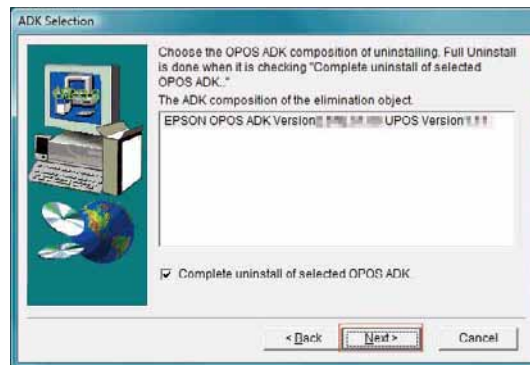 ADK Selection
Choose the OPOS ADK composition of uninstalling. Full Uninstall
is done when it is checking "Complete uninstall of selected
OPOS ADK.."
The ADK composition of the elimination object.
EPSON OPOS ADK Version UPOS Version
Complete uninstall of selected OPOS ADK.
< Back
Next >
Cancel